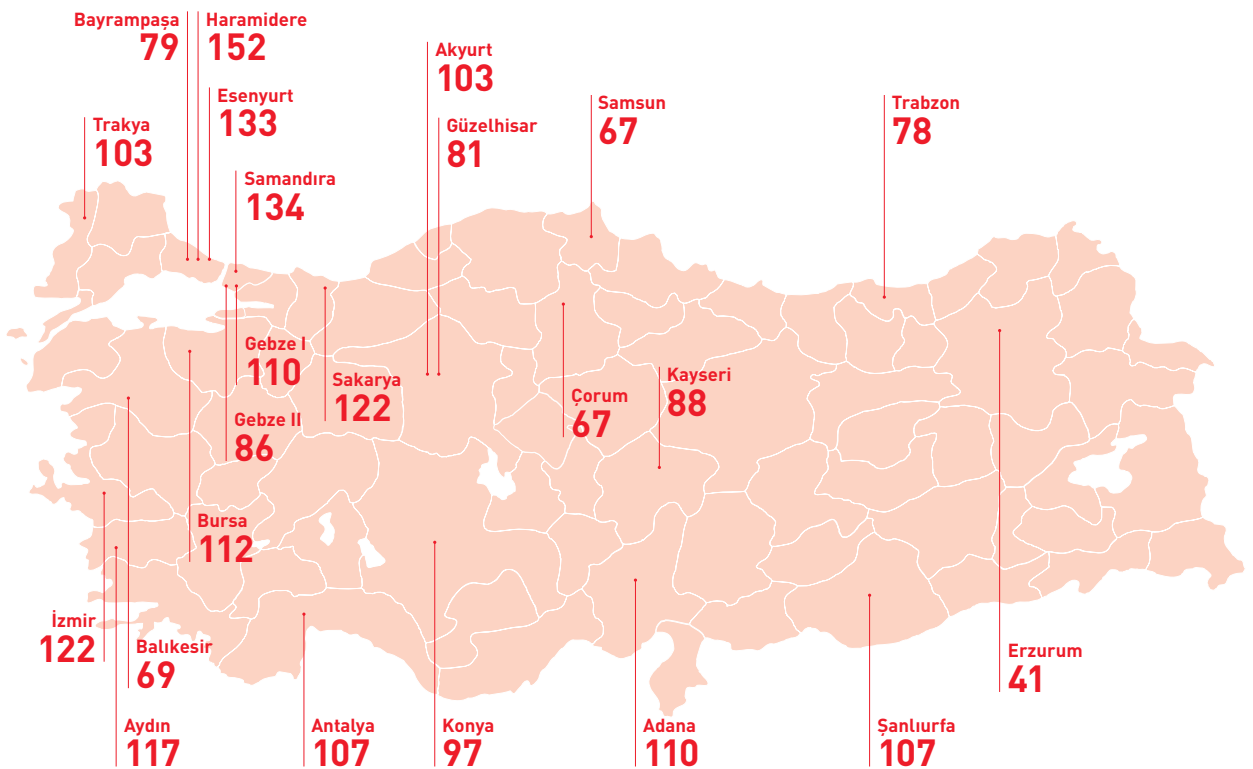 Bayrampaşa
79
Haramidere
152
Esenyurt
133
Trakya
103
Samandıra
134
Akyurt
103
Güzelhisar
81
Samsun
67
Trabzon
78
Gebze I
110
Gebze II
86
Sakarya
122
Çorum
67
Kayseri
88
Bursa
112
İzmir
122
Balıkesir
69
Aydın
117
Antalya
107
Konya
97
Adana
110
Şanlıurfa
107
Erzurum
41